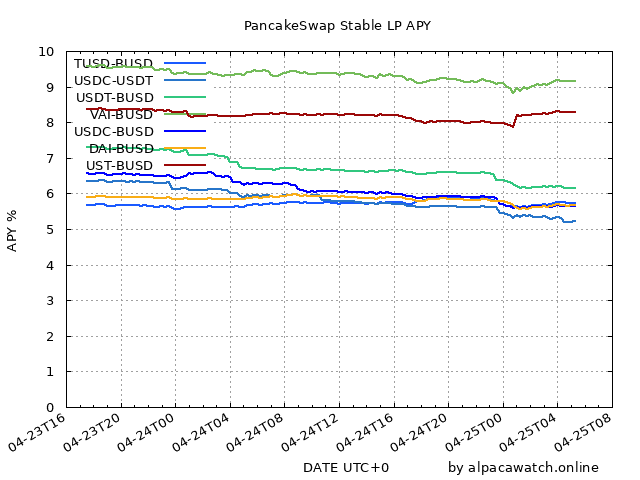 PancakeSwap Stable LP APY
10
9
8
7
6
5
4
3
2
1
0
APY %
TUSD-BUSD
USDC-USDT
USDT-BUSD
VAI-BUSD
USDC-BUSD
DAI-BUSD
UST-BUSD
04-23T16
04-23T20
04-24T00
04-24T04
04-24T08
04-24T12
04-24T16
04-24T20
04-25T00
04-25T04
04-25T08
DATE UTC+0
by alpacawatch.online